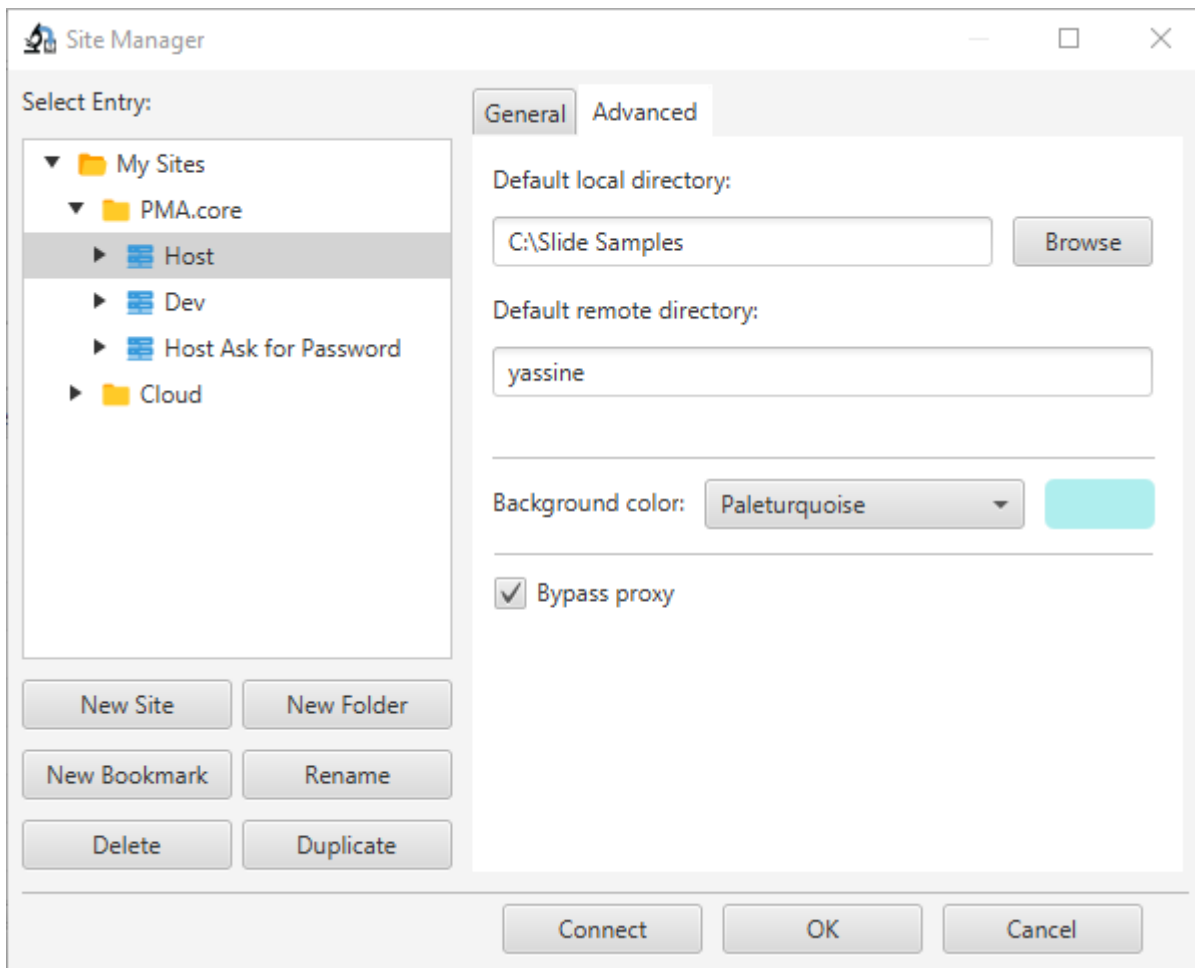 Site Manager
Select Entry:
My Sites
PMA.core
Host
Dev
Host Ask for Password
Cloud
New Site
New Folder
New Bookmark
Rename
Delete
Duplicate
General
Advanced
Default local directory:
C:\Slide Samples
Browse
Default remote directory:
yassine
Background color:
Paleturquoise
Bypass proxy
Connect
OK
Cancel